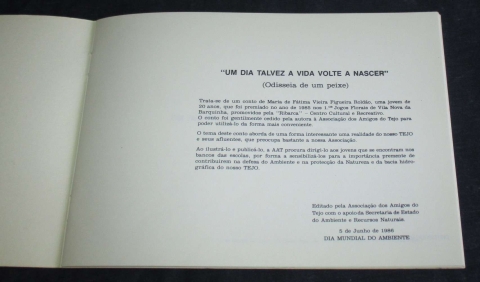 "UM DIA TALVEZ A VIDA VOLTE A NASCER"
(Odisseia de um peixe)
Trata-se de um conto de Maria de Fátima Vieira Figueira Roldão, uma jovem de
20 anos, que foi premiado no ano de 1985 nos 1.ºs Jogos Florais de Vila Nova da
Barquinha, promovidos pela "Ribarca" - Centro Cultural e Recreativo.
O conto foi gentilmente cedido pela autora à Associação dos Amigos do Tejo para
poder utilizá-lo da forma mais conveniente.
O tema deste conto aborda de uma forma interessante uma realidade do nosso TEJO
e seus afluentes, que preocupa bastante a nossa Associação.
Ao ilustrá-lo e publicá-lo, a AAT procura dirigi-lo aos jovens que se encontram nos
bancos das escolas, por forma a sensibilizá-los para a importância premente de
contribuirem na defesa do Ambiente e na protecção da Natureza e da bacia hidro-
gráfica do nosso TEJO.
Editado pela Associação dos Amigos do
Tejo com o apoio da Secretaria de Estado
do Ambiente e Recursos Naturais.
5 de Junho de 1986
DIA MUNDIAL DO AMBIENTE